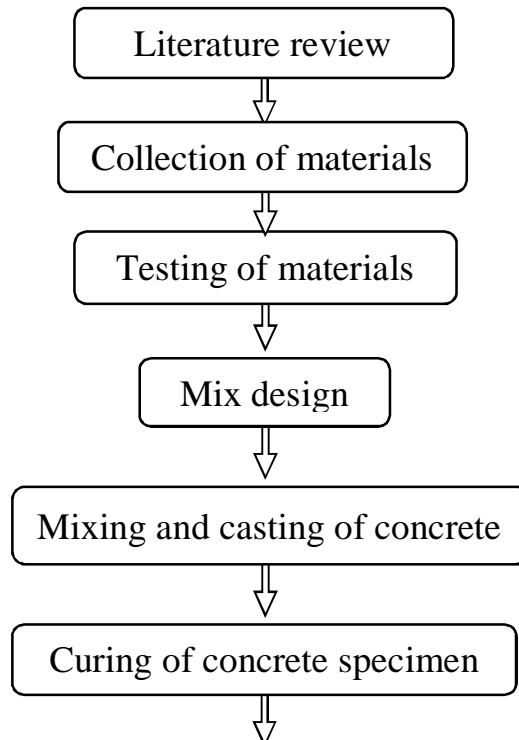 Literature review
Collection of materials
Testing of materials
Mix design
Mixing and casting of concrete
Curing of concrete specimen